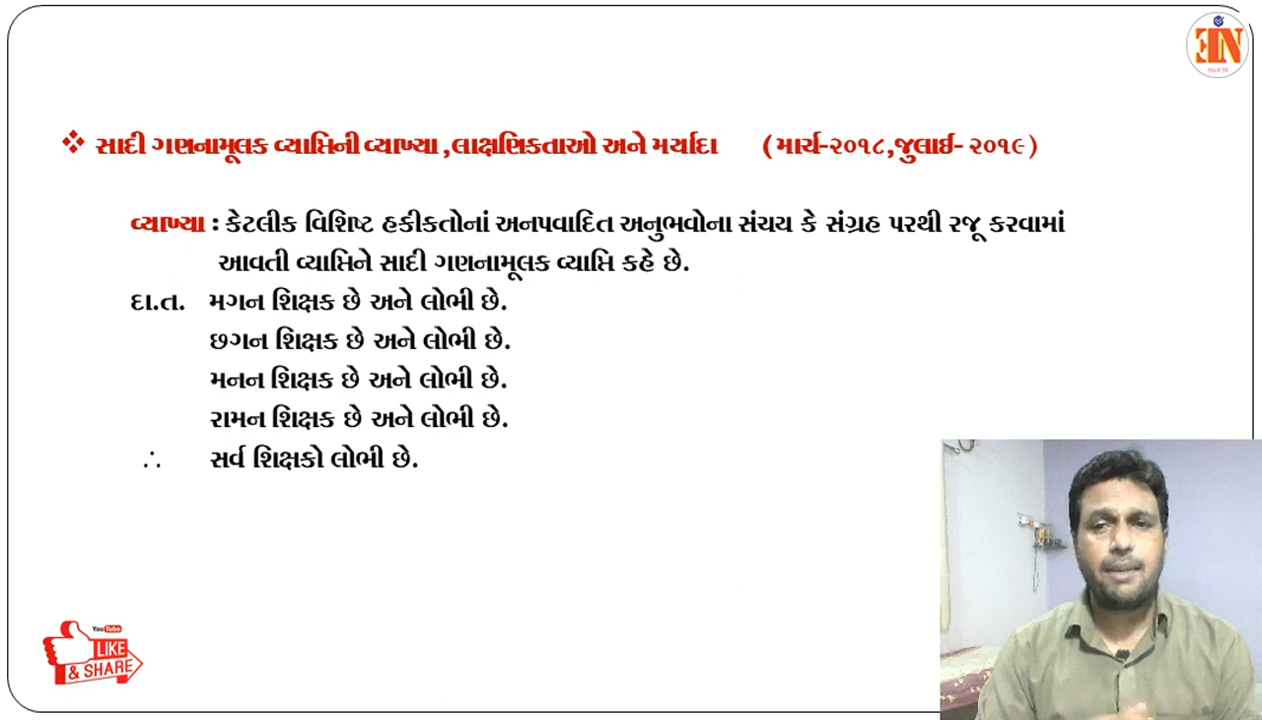 ❖ સાદી ગણનામૂલક વ્યાપ્તિની વ્યાખ્યા ,લાક્ષણિકતાઓ અને મર્યાદા (માર્ચ-૨૦૧૮,જુલાઈ- ૨૦૧૯)
વ્યાખ્યા : કેટલીક વિશિષ્ટ હકીકતોનાં અનપવાદિત અનુભવોના સંચય કે સંગ્રહ પરથી રજૂ કરવામાં
આવતી વ્યાપ્તિને સાદી ગણનામૂલક વ્યાપ્તિ કહે છે.
દા.ત. મગન શિક્ષક છે અને લોભી છે.
છગન શિક્ષક છે અને લોભી છે.
મનન શિક્ષક છે અને લોભી છે.
રામન શિક્ષક છે અને લોભી છે.
∴ સર્વ શિક્ષકો લોભી છે.
YouTube
LIKE
& SHARE